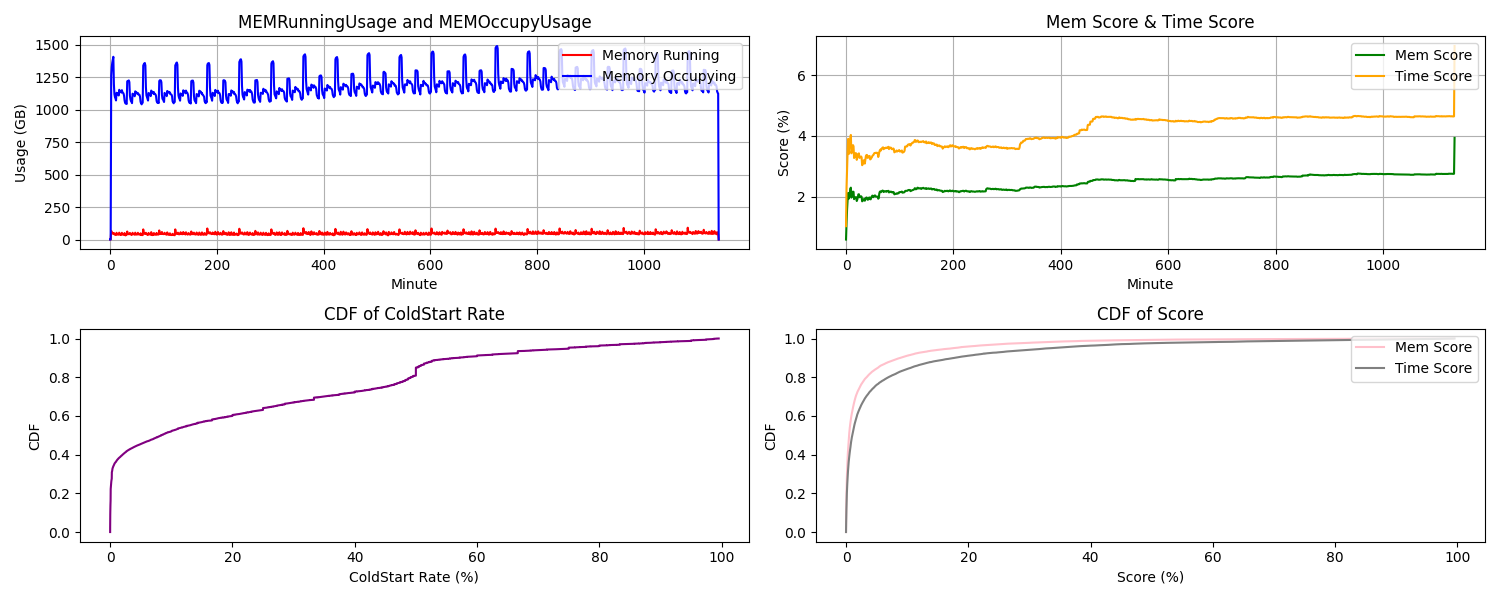 MEMRunningUsage and MEMOccupyUsage
Usage (GB)
1500
1250
1000
750
500
250
0
Memory Running
Memory Occupying
0 200 400 600 800 1000
Minute
Mem Score & Time Score
Score (%)
6
4
2
Mem Score
Time Score
0 200 400 600 800 1000
Minute
CDF of ColdStart Rate
CDF
1.0
0.8
0.6
0.4
0.2
0.0
0 20 40 60 80 100
ColdStart Rate (%)
CDF of Score
CDF
1.0
0.8
0.6
0.4
0.2
0.0
Mem Score
Time Score
0 20 40 60 80 100
Score (%)